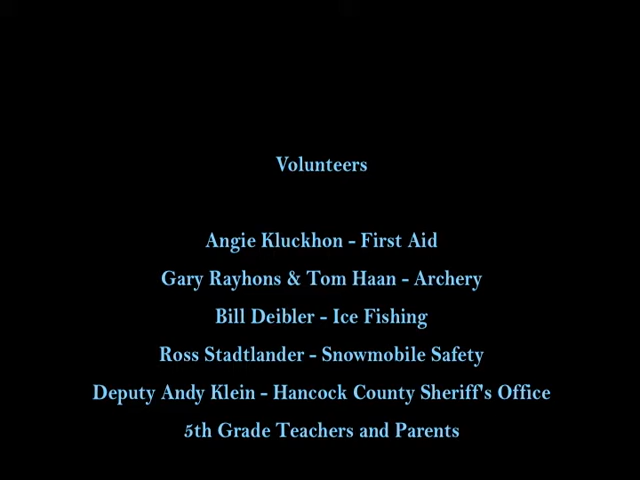 Volunteers
Angie Kluckhon - First Aid
Gary Rayhons & Tom Haan - Archery
Bill Deibler - Ice Fishing
Ross Stadtlander - Snowmobile Safety
Deputy Andy Klein - Hancock County Sheriff's Office
5th Grade Teachers and Parents